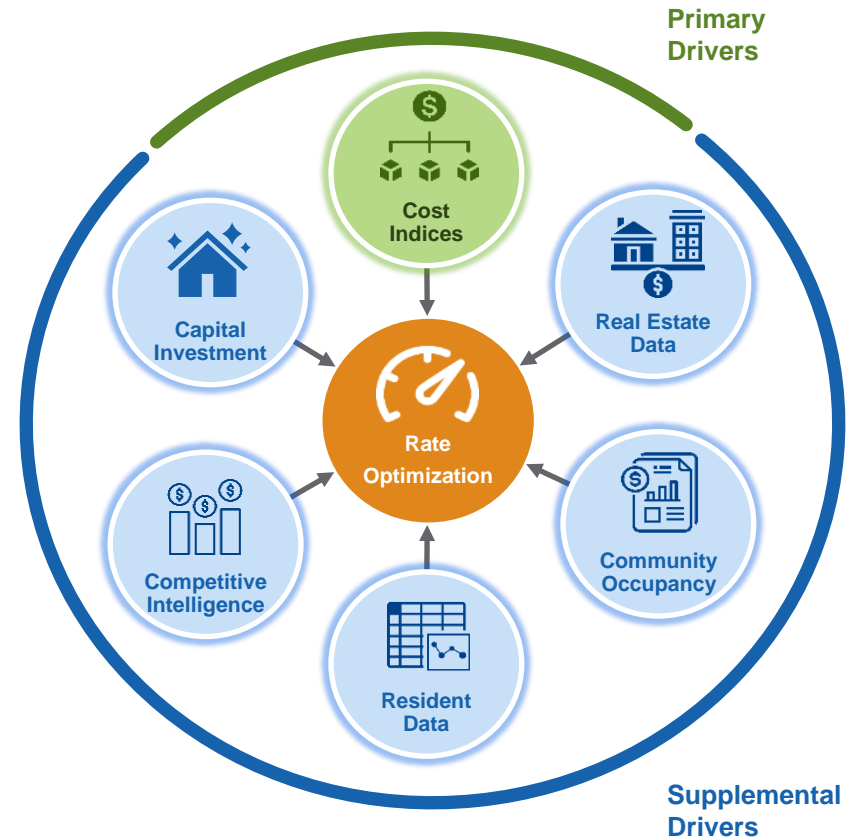 Primary
Drivers
$
Cost
Indices
Capital
Investment
$
Real Estate
Data
Rate
Optimization
$ $ $
Competitive
Intelligence
$
Community
Occupancy
Resident
Data
Supplemental
Drivers